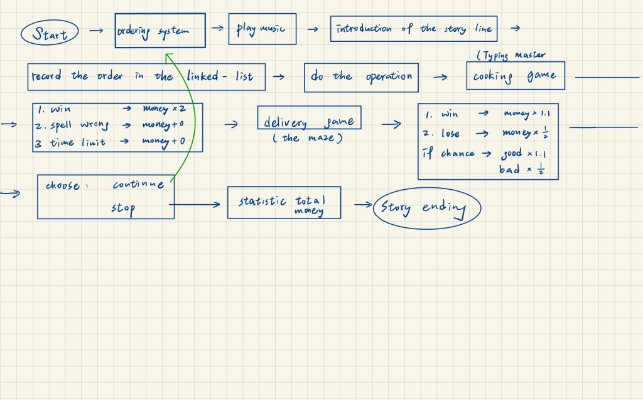 Start
ordering system
play music
introduction of the story line
record the order in the linked-list
do the operation
(Typing master
cooking game
1. win → money × 2
2. spell wrong → money + 0
3 time limit → money + 0
delivery game
(the maze)
1. win → money × 1.1
2. lose → money × 1/2
if chance → good × 1.1
bad × 1/2
choose: continue
stop
statistic total
money
Story ending